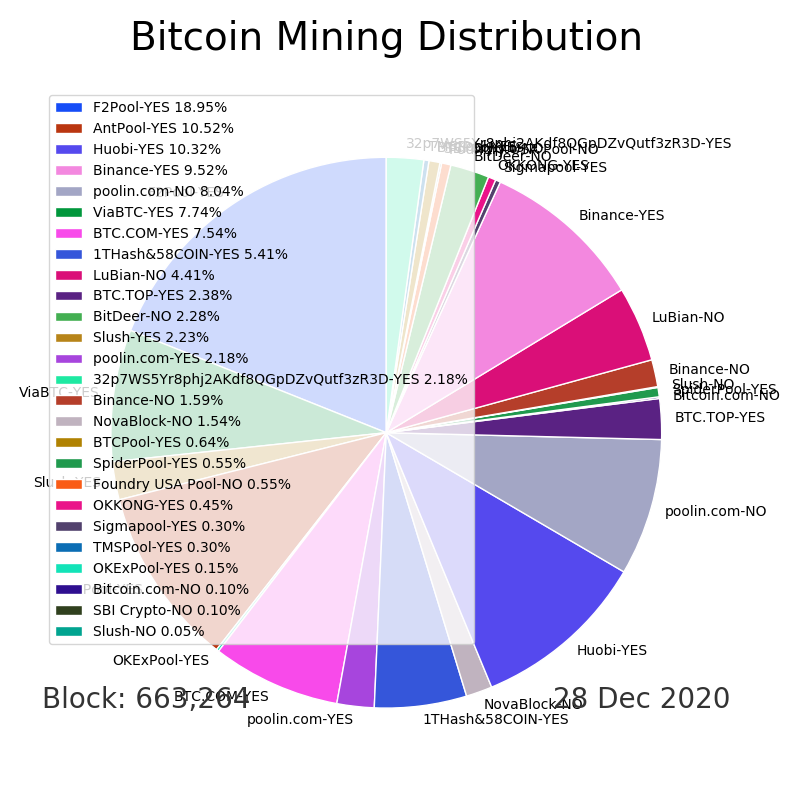 Bitcoin Mining Distribution
F2Pool-YES 18.95%
AntPool-YES 10.52%
Huobi-YES 10.32%
Binance-YES 9.52%
poolin.com-NO 8.04%
ViaBTC-YES 7.74%
BTC.COM-YES 7.54%
1THash&58COIN-YES 5.41%
LuBian-NO 4.41%
BTC.TOP-YES 2.38%
BitDeer-NO 2.28%
Slush-YES 2.23%
poolin.com-YES 2.18%
32p7WS5Yr8phj2AKdf8QGpDZvQutf3zR3D-YES 2.18%
Binance-NO 1.59%
NovaBlock-NO 1.54%
BTCPool-YES 0.64%
SpiderPool-YES 0.55%
Foundry USA Pool-NO 0.55%
OKKONG-YES 0.45%
Sigmapool-YES 0.30%
TMSPool-YES 0.30%
OKExPool-YES 0.15%
Bitcoin.com-NO 0.10%
SBI Crypto-NO 0.10%
Slush-NO 0.05%
32p7WS5Yr8phj2AKdf8QGpDZvQutf3zR3D-YES
BitDeer-NO
OKKONG-YES
Sigmapool-YES
Binance-YES
LuBian-NO
Binance-NO
Slush-NO
SpiderPool-YES
Bitcoin.com-NO
BTC.TOP-YES
poolin.com-NO
Huobi-YES
NovaBlock-NO
1THash&58COIN-YES
poolin.com-YES
BTC.COM-YES
OKExPool-YES
ViaBTC-YES
Block: 663,264
28 Dec 2020